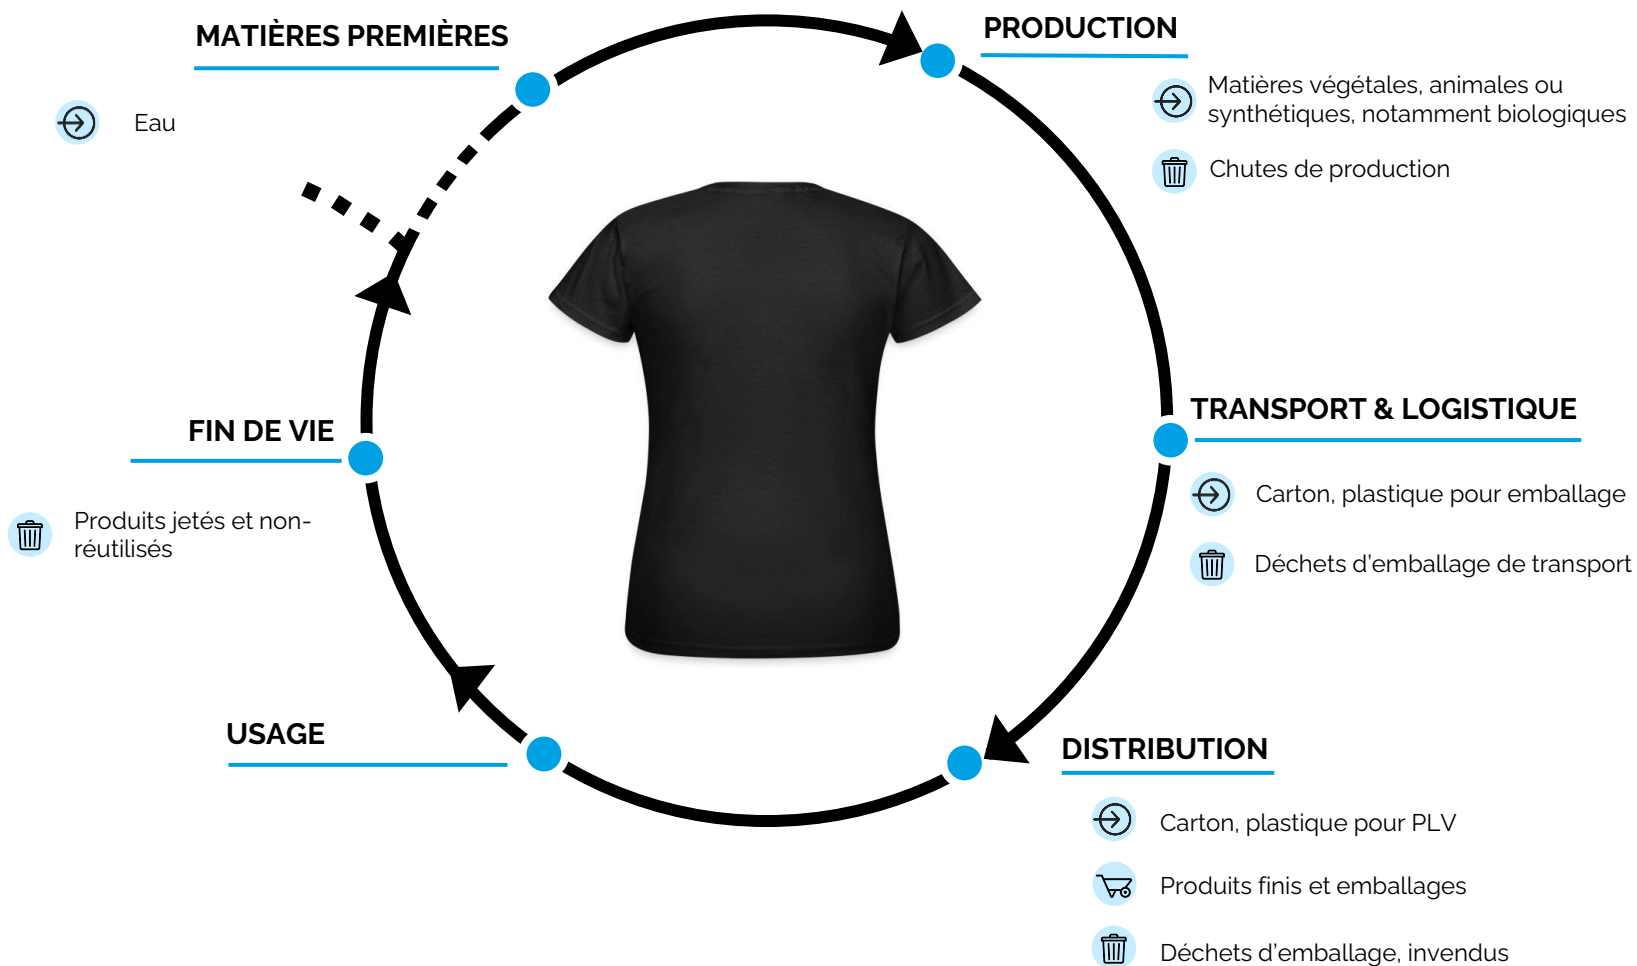 MATIÈRES PREMIÈRES
Eau
PRODUCTION
Matières végétales, animales ou
synthétiques, notamment biologiques
Chutes de production
TRANSPORT & LOGISTIQUE
Carton, plastique pour emballage
Déchets d'emballage de transport
DISTRIBUTION
Carton, plastique pour PLV
Produits finis et emballages
Déchets d'emballage, invendus
USAGE
FIN DE VIE
Produits jetés et non-
réutilisés